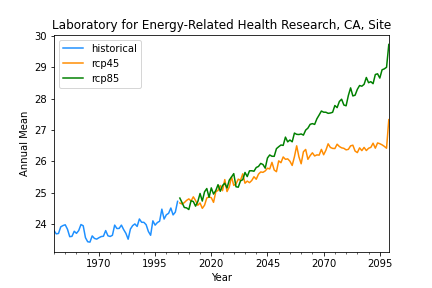 Laboratory for Energy-Related Health Research, CA, Site
historical
rcp45
rcp85
Annual Mean
30
29
28
27
26
25
24
1970
1995
2020
2045
2070
2095
Year